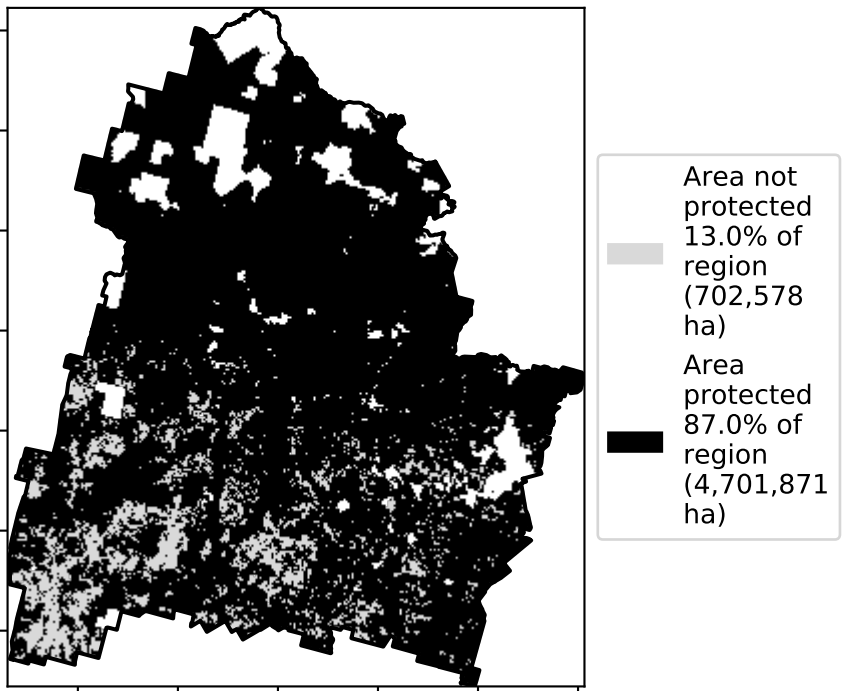 Area not
protected
13.0% of
region
(702,578
ha)
Area
protected
87.0% of
region
(4,701,871
ha)